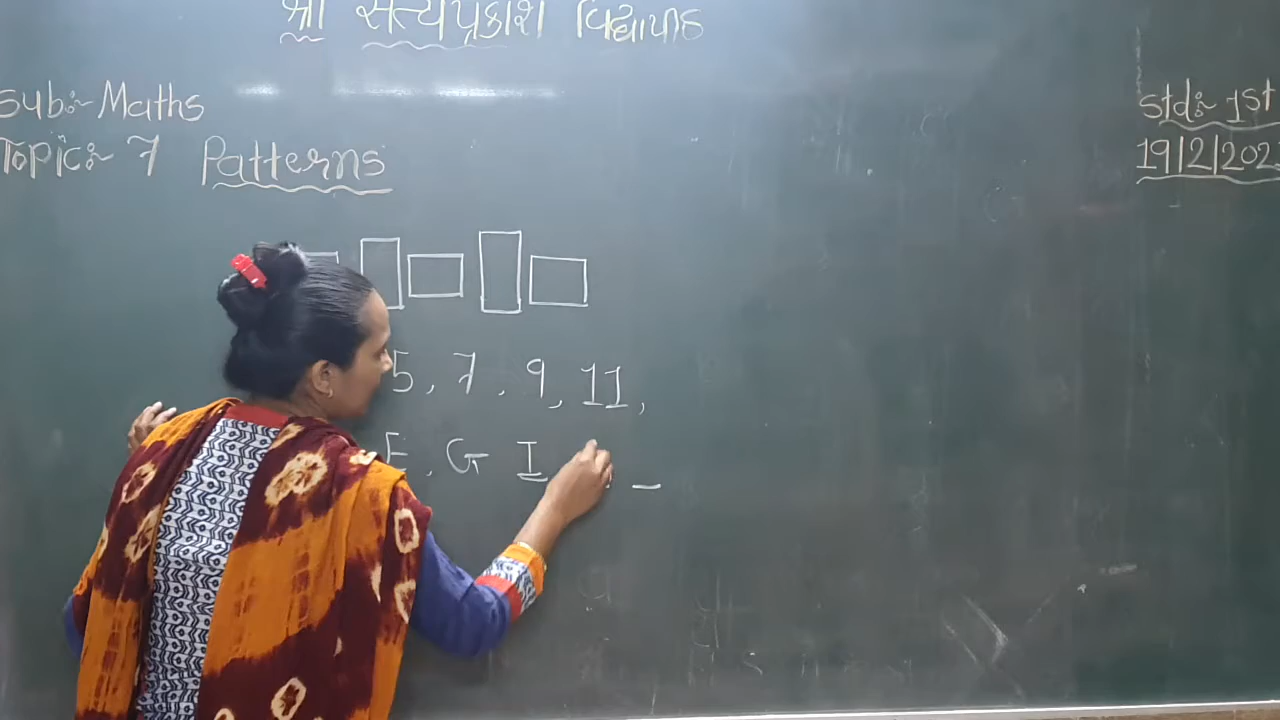 શ્રી સત્યપ્રકાશ વિદ્યાપીઠ
Sub:- Maths
Std:- 1st
Topic:- 7 Patterns
19/2/202
5, 7, 9, 11,
E, G I _